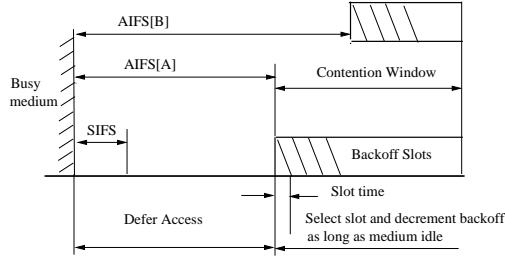 AIFS[B]
AIFS[A]
Busy
medium
Contention Window
SIFS
Backoff Slots
Slot time
Defer Access
Select slot and decrement backoff
as long as medium idle